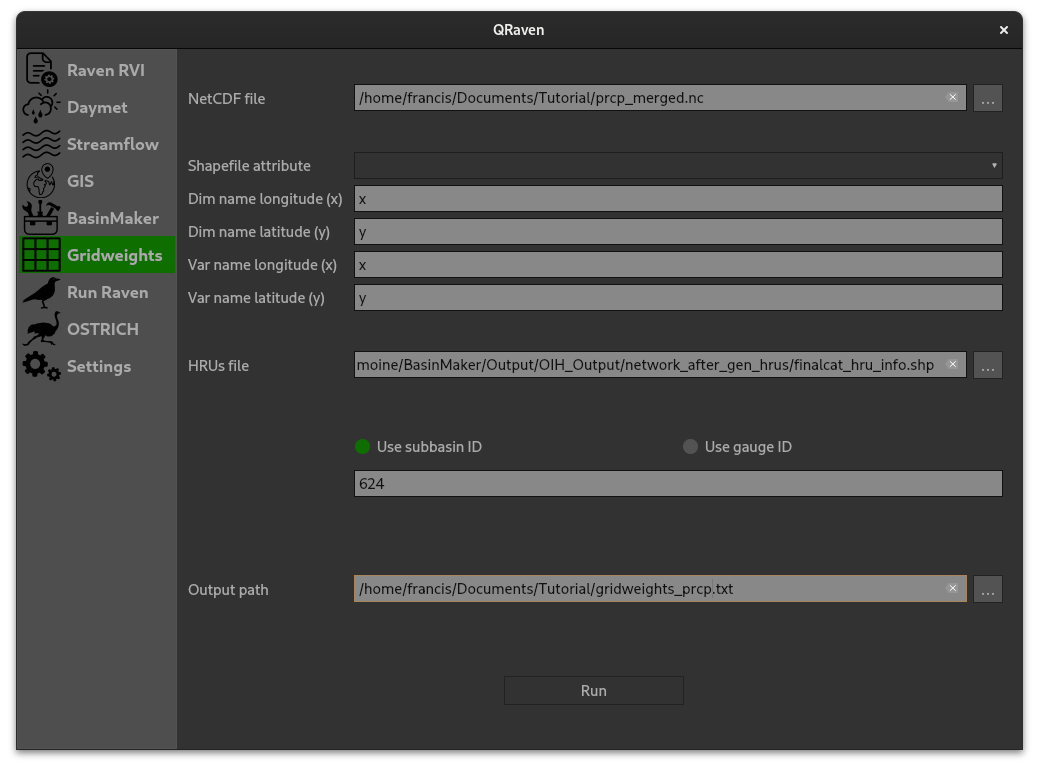 QRaven
Raven RVI
Daymet
Streamflow
GIS
BasinMaker
Gridweights
Run Raven
OSTRICH
Settings
NetCDF file /home/francis/Documents/Tutorial/prcp_merged.nc ...
Shapefile attribute
Dim name longitude (x) x
Dim name latitude (y) y
Var name longitude (x) x
Var name latitude (y) y
HRUs file moine/BasinMaker/Output/OIH_Output/network_after_gen_hrus/finalcat_hru_info.shp ...
Use subbasin ID Use gauge ID
624
Output path /home/francis/Documents/Tutorial/gridweights_prcp.txt ...
Run